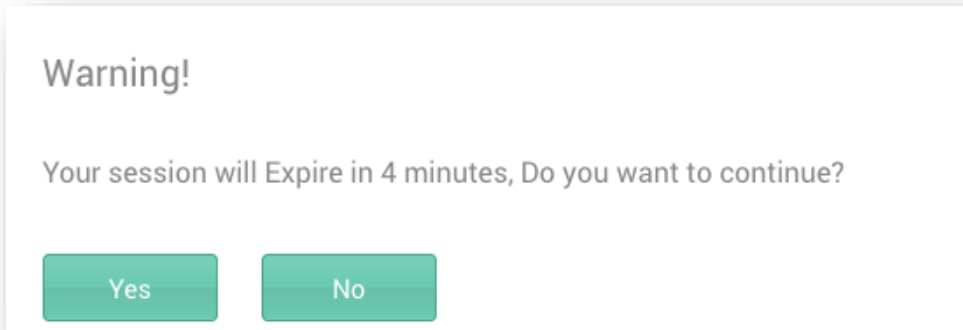 Warning!
Your session will Expire in 4 minutes, Do you want to continue?
Yes No